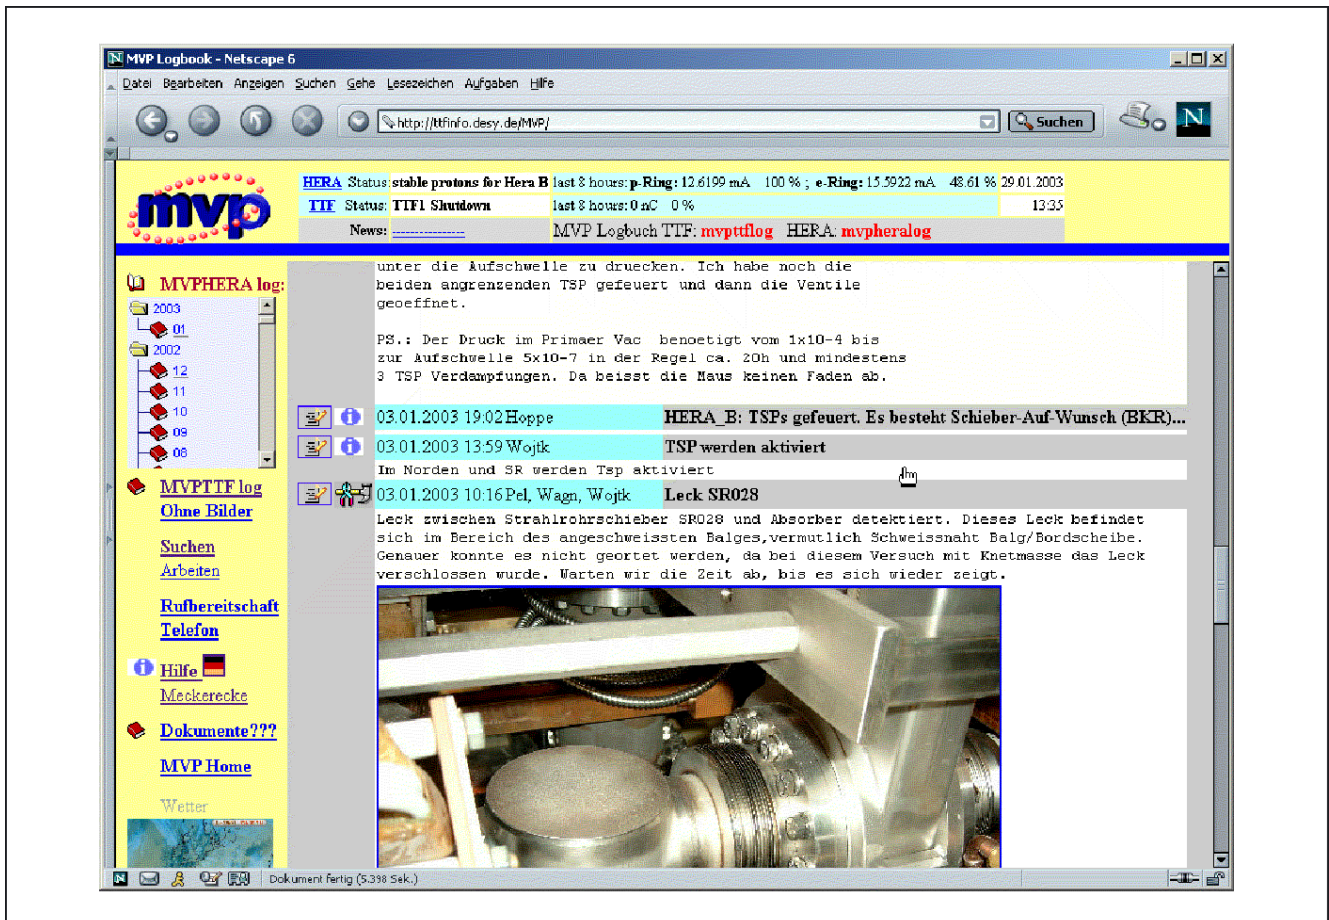 MVP Logbook - Netscape 6
Datei Bearbeiten Anzeigen Suchen Gehe Lesezeichen Aufgaben Hilfe
http://ttfinfo.desy.de/MVP/ Suchen N
mvp
HERA Status: stable protons for Hera B last 8 hours: p-Ring: 12.6199 mA 100 % ; e-Ring: 15.5922 mA 48.61 % 29.01.2003
TTF Status: TTF1 Shutdown last 8 hours: 0 nC 0 % 13:35
News: --------------- MVP Logbuch TTF: mvpttflog HERA: mvpheralog
MVPHERA log:
2003
01
2002
12
11
10
09
08
MVPTTF log
Ohne Bilder
Suchen
Arbeiten
Rufbereitschaft
Telefon
Hilfe
Meckerecke
Dokumente???
MVP Home
Wetter
unter die Aufschwelle zu druecken. Ich habe noch die
beiden angrenzenden TSP gefeuert und dann die Ventile
geoeffnet.
PS.: Der Druck im Primaer Vac benoetigt vom 1x10-4 bis
zur Aufschwelle 5x10-7 in der Regel ca. 20h und mindestens
3 TSP Verdampfungen. Da beisst die Maus keinen Faden ab.
03.01.2003 19:02 Hoppe HERA_B: TSPs gefeuert. Es besteht Schieber-Auf-Wunsch (BKR)...
03.01.2003 13:59 Wojtk TSP werden aktiviert
Im Norden und SR werden Tsp aktiviert
03.01.2003 10:16 Pel, Wagn, Wojtk Leck SR028
Leck zwischen Strahlrohrschieber SR028 und Absorber detektiert. Dieses Leck befindet
sich im Bereich des angeschweissten Balges,vermutlich Schweissnaht Balg/Bordscheibe.
Genauer konnte es nicht geortet werden, da bei diesem Versuch mit Knetmasse das Leck
verschlossen wurde. Warten wir die Zeit ab, bis es sich wieder zeigt.
Dokument fertig (5.398 Sek.)